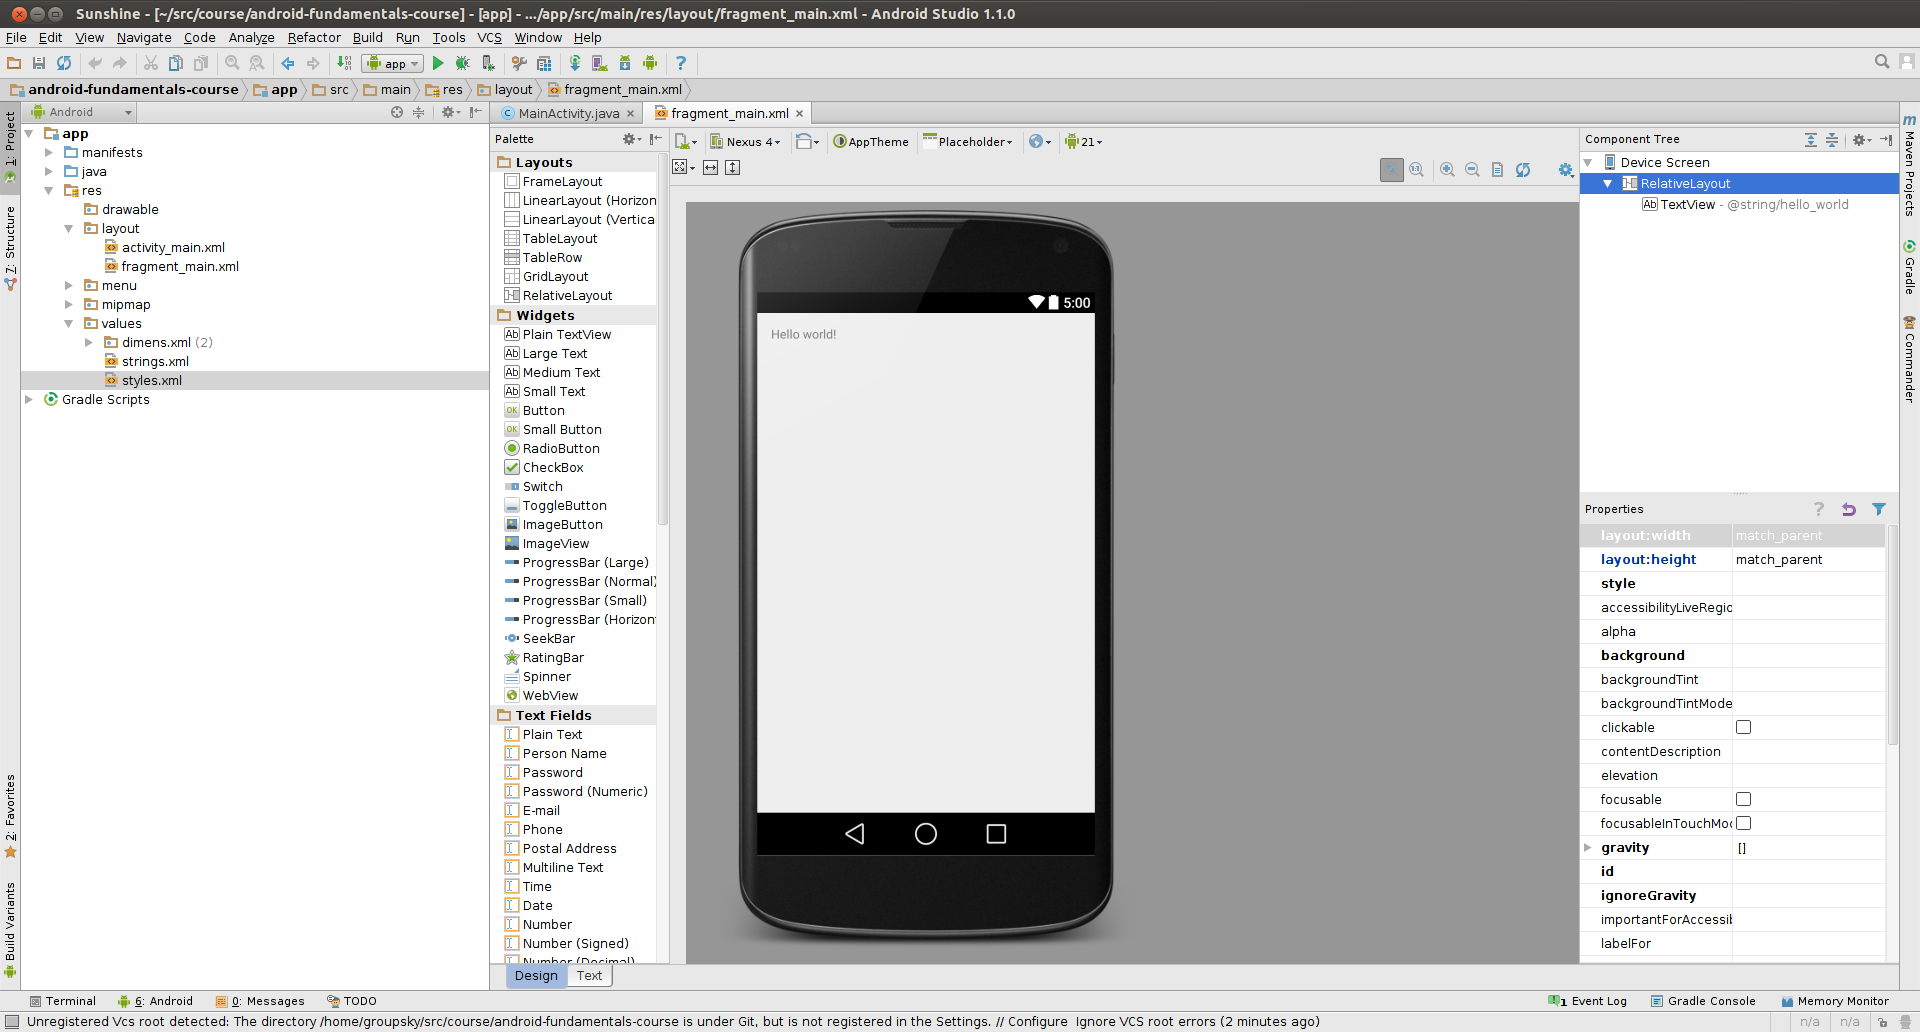 Sunshine - [~/src/course/android-fundamentals-course] - [app] - .../app/src/main/res/layout/fragment_main.xml - Android Studio 1.1.0
File Edit View Navigate Code Analyze Refactor Build Run Tools VCS Window Help
app
android-fundamentals-course app src main res layout fragment_main.xml
1: Project
7: Structure
2: Favorites
Build Variants
Android
app
manifests
java
res
drawable
layout
activity_main.xml
fragment_main.xml
menu
mipmap
values
dimens.xml (2)
strings.xml
styles.xml
Gradle Scripts
MainActivity.java
fragment_main.xml
Palette
Layouts
FrameLayout
LinearLayout (Horizon
LinearLayout (Vertica
TableLayout
TableRow
GridLayout
RelativeLayout
Widgets
Ab Plain TextView
Ab Large Text
Ab Medium Text
Ab Small Text
OK Button
OK Small Button
RadioButton
CheckBox
Switch
ToggleButton
ImageButton
ImageView
ProgressBar (Large)
ProgressBar (Normal)
ProgressBar (Small)
ProgressBar (Horizon
SeekBar
RatingBar
Spinner
WebView
Text Fields
Plain Text
Person Name
Password
Password (Numeric)
E-mail
Phone
Postal Address
Multiline Text
Time
Date
Number
Number (Signed)
Number (Decimal)
Nexus 4 AppTheme Placeholder 21
5:00
Hello world!
Design Text
Component Tree
Device Screen
RelativeLayout
Ab TextView - @string/hello_world
Properties
layout:width match_parent
layout:height match_parent
style
accessibilityLiveRegio
alpha
background
backgroundTint
backgroundTintMode
clickable
contentDescription
elevation
focusable
focusableInTouchMo
gravity []
id
ignoreGravity
importantForAccessib
labelFor
Maven Projects
Gradle
Commander
Terminal 6: Android 0: Messages TODO 1 Event Log Gradle Console Memory Monitor
Unregistered Vcs root detected: The directory /home/groupsky/src/course/android-fundamentals-course is under Git, but is not registered in the Settings. // Configure Ignore VCS root errors (2 minutes ago) n/a n/a